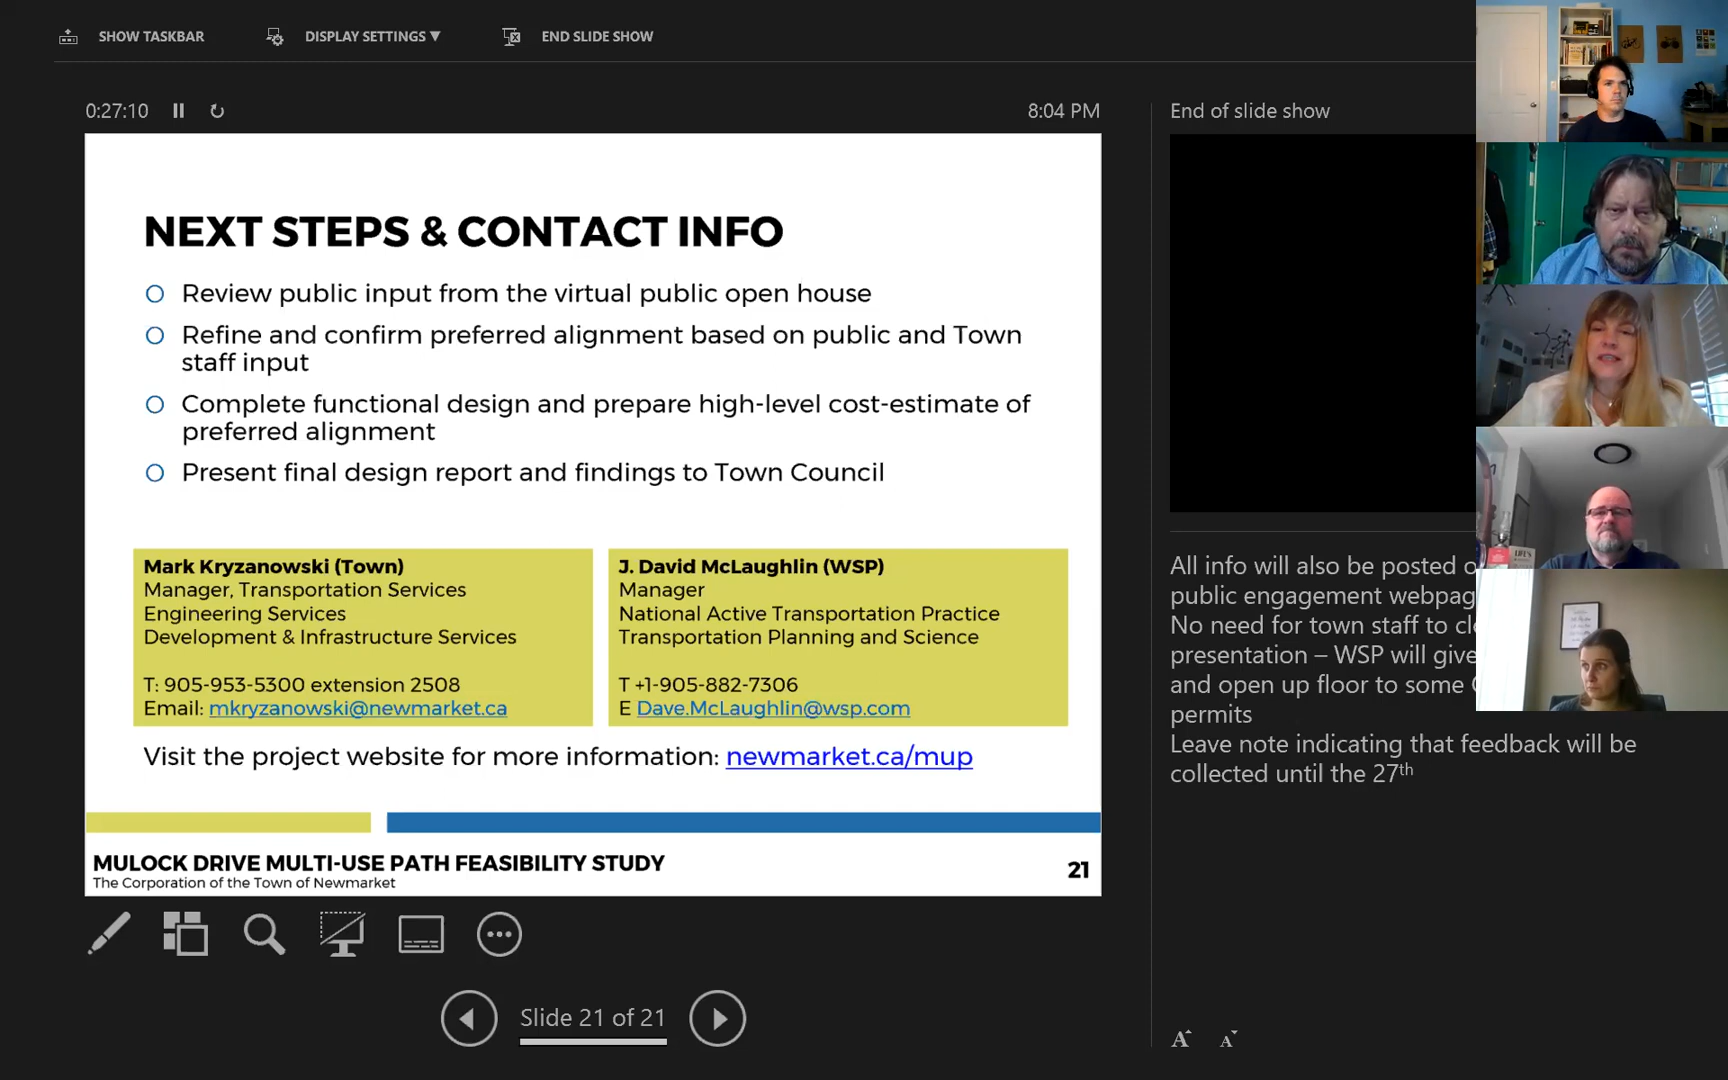 SHOW TASKBAR
DISPLAY SETTINGS ▼
END SLIDE SHOW
0:27:10
8:04 PM
End of slide show
NEXT STEPS & CONTACT INFO
Review public input from the virtual public open house
Refine and confirm preferred alignment based on public and Town
staff input
Complete functional design and prepare high-level cost-estimate of
preferred alignment
Present final design report and findings to Town Council
Mark Kryzanowski (Town)
Manager, Transportation Services
Engineering Services
Development & Infrastructure Services
T: 905-953-5300 extension 2508
Email: mkryzanowski@newmarket.ca
J. David McLaughlin (WSP)
Manager
National Active Transportation Practice
Transportation Planning and Science
T +1-905-882-7306
E Dave.McLaughlin@wsp.com
Visit the project website for more information: newmarket.ca/mup
MULOCK DRIVE MULTI-USE PATH FEASIBILITY STUDY
The Corporation of the Town of Newmarket
21
Slide 21 of 21
All info will also be posted
public engagement
No need for town staff to
presentation – WSP will give
and open up floor to some
permits
Leave note indicating that feedback will be
collected until the 27th